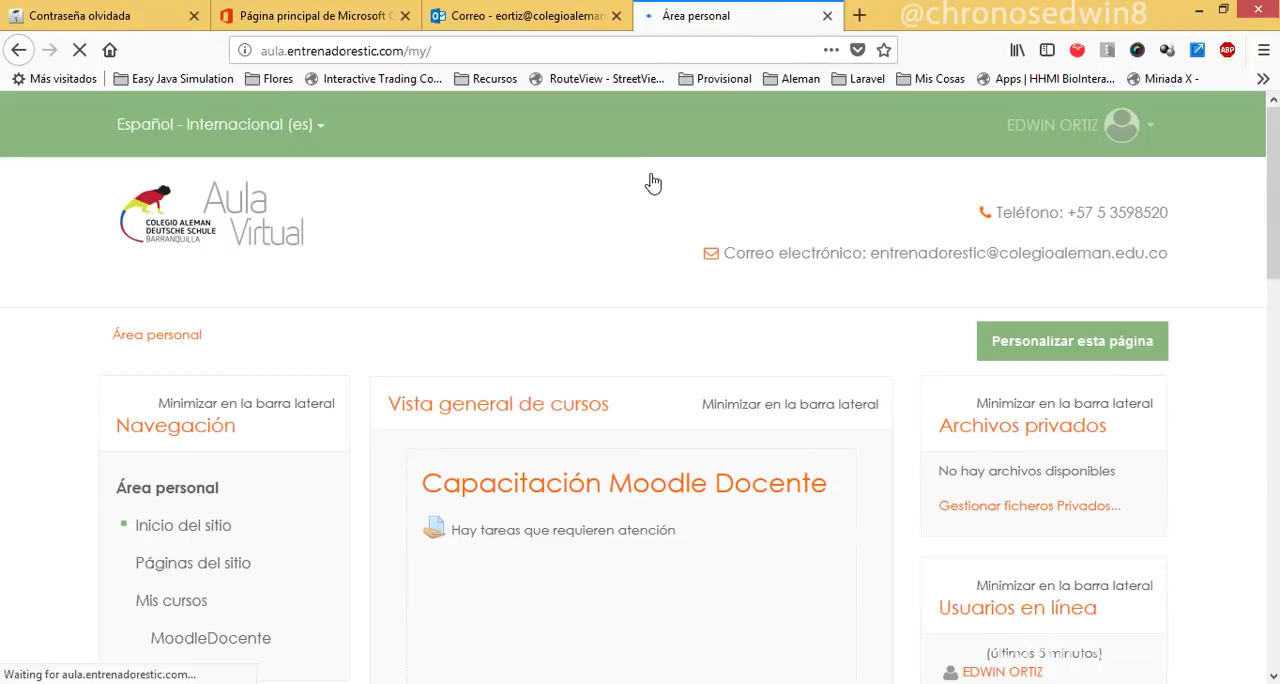 Contraseña olvidada
Página principal de Microsoft C
Correo - eortiz@colegioaleman
Área personal
@chronosedwin8
aula.entrenadorestic.com/my/
Más visitados
Easy Java Simulation
Flores
Interactive Trading Co...
Recursos
RouteView - StreetVie...
Provisional
Aleman
Laravel
Mis Cosas
Apps | HHMI BioIntera...
Miriada X -
Español - Internacional (es)
EDWIN ORTIZ
COLEGIO ALEMAN
DEUTSCHE SCHULE
BARRANQUILLA
Aula
Virtual
Teléfono: +57 5 3598520
Correo electrónico: entrenadorestic@colegioaleman.edu.co
Área personal
Personalizar esta página
Minimizar en la barra lateral
Navegación
Área personal
Inicio del sitio
Páginas del sitio
Mis cursos
MoodleDocente
Vista general de cursos
Minimizar en la barra lateral
Capacitación Moodle Docente
Hay tareas que requieren atención
Minimizar en la barra lateral
Archivos privados
No hay archivos disponibles
Gestionar ficheros Privados...
Minimizar en la barra lateral
Usuarios en línea
(últimos 5 minutos)
EDWIN ORTIZ
Waiting for aula.entrenadorestic.com...
ABP